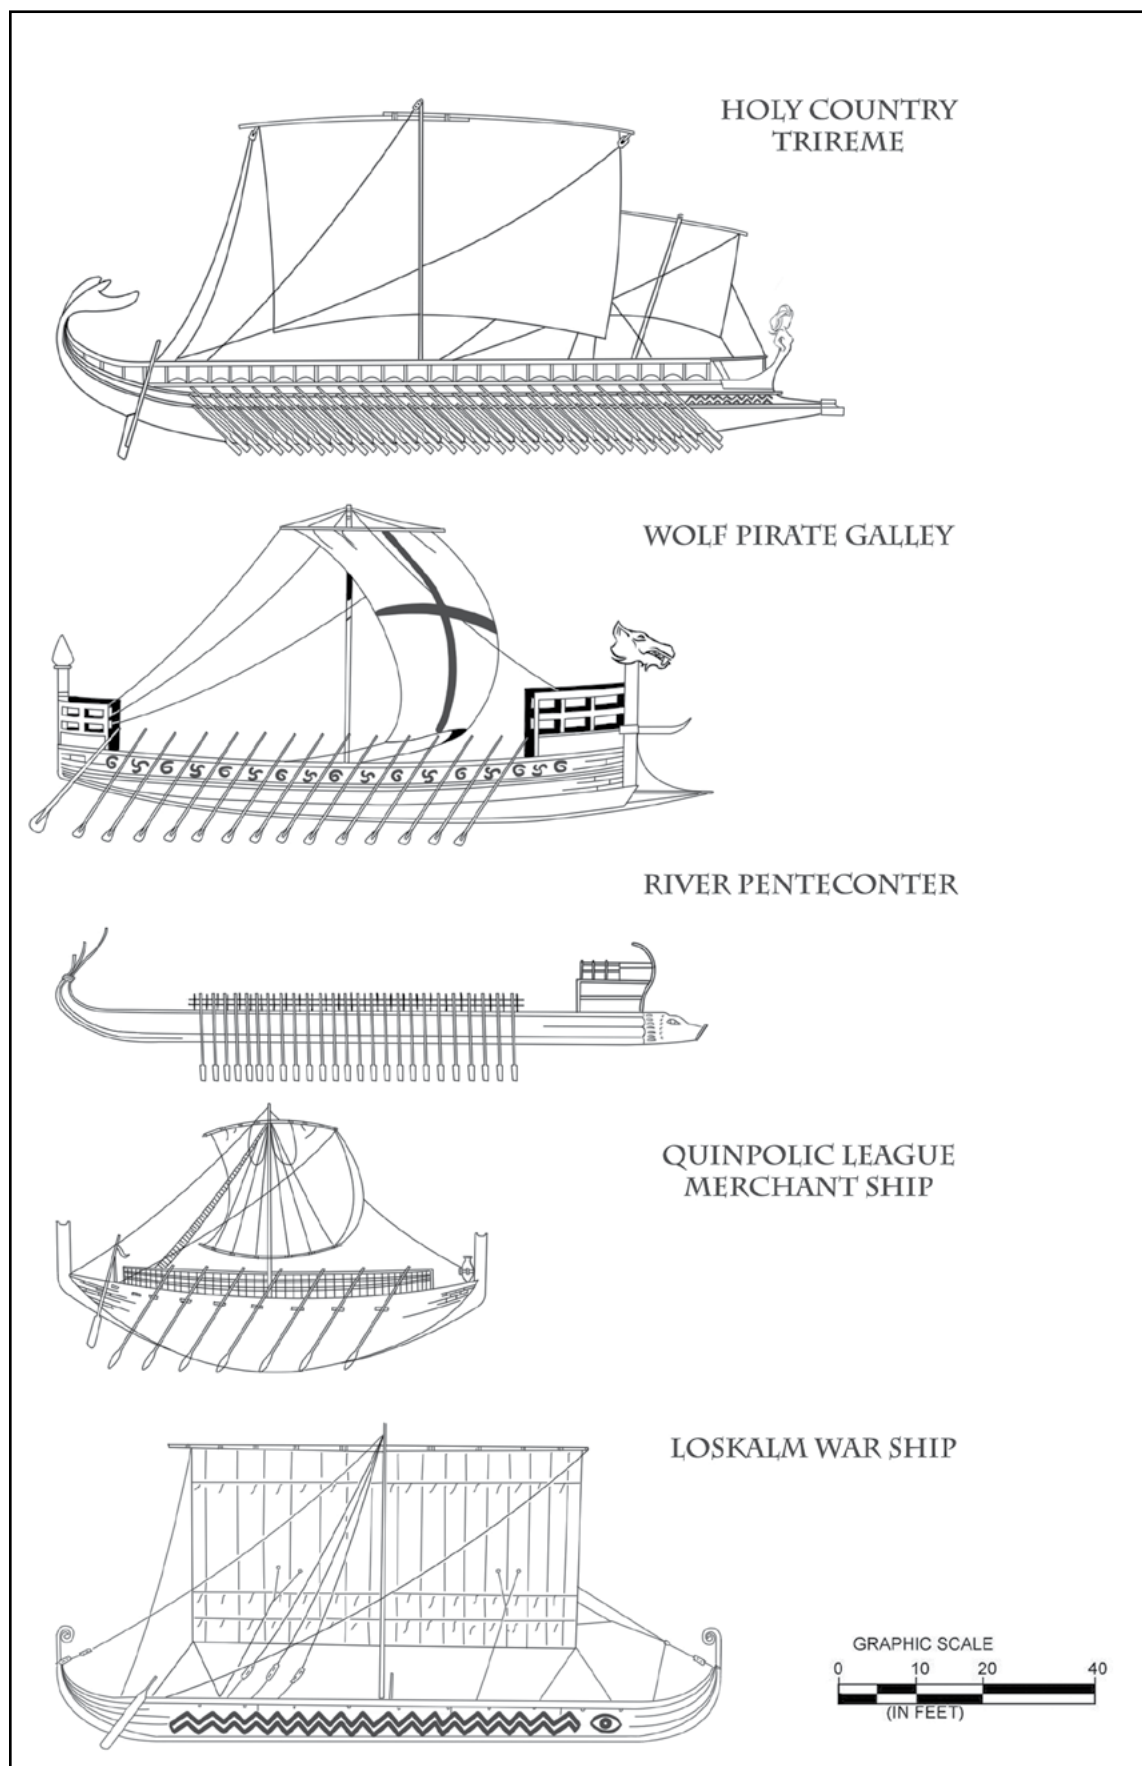 HOLY COUNTRY
TRIREME
WOLF PIRATE GALLEY
RIVER PENTECONTER
QUINPOLIC LEAGUE
MERCHANT SHIP
LOSKALM WAR SHIP
GRAPHIC SCALE
0 10 20 40
(IN FEET)